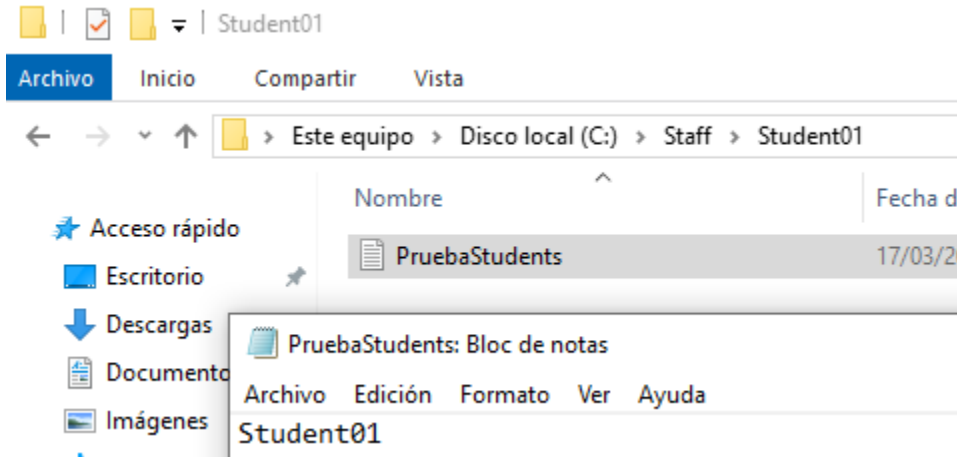 Student01
Archivo Inicio Compartir Vista
Este equipo > Disco local (C:) > Staff > Student01
Nombre Fecha d
Acceso rápido
PruebaStudents 17/03/2
Escritorio
Descargas
PruebaStudents: Bloc de notas
Documento
Archivo Edición Formato Ver Ayuda
Imágenes
Student01